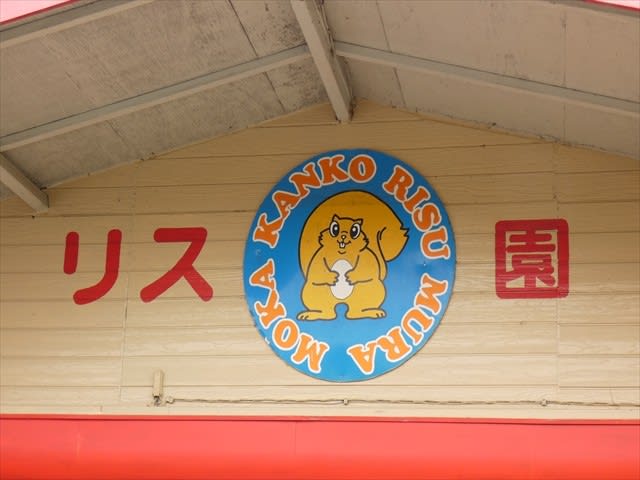 リス
MOKA KANKO RISU MURA
園